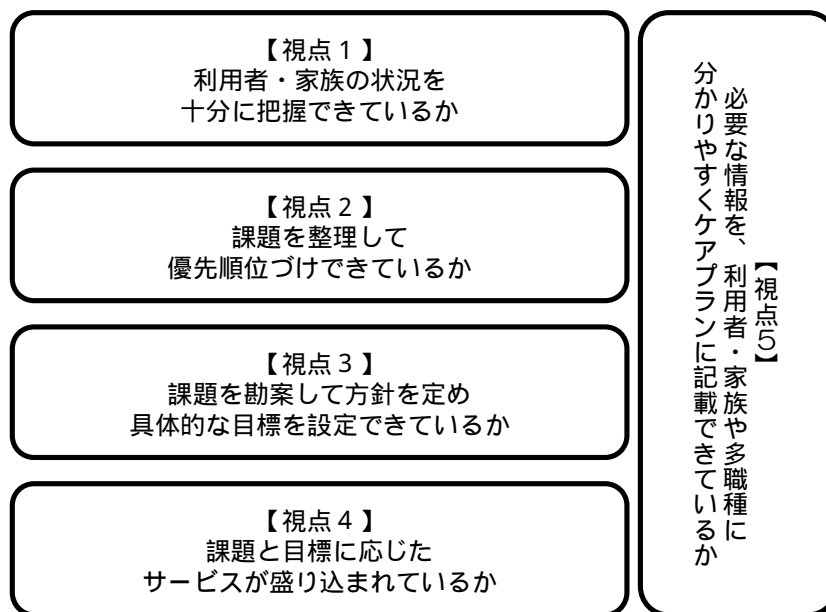 【視点１】
利用者・家族の状況を
十分に把握できているか
【視点２】
課題を整理して
優先順位づけできているか
【視点３】
課題を勘案して方針を定め
具体的な目標を設定できているか
【視点４】
課題と目標に応じた
サービスが盛り込まれているか
【視点５】
必要な情報を、利用者・家族や多職種に
分かりやすくケアプランに記載できているか